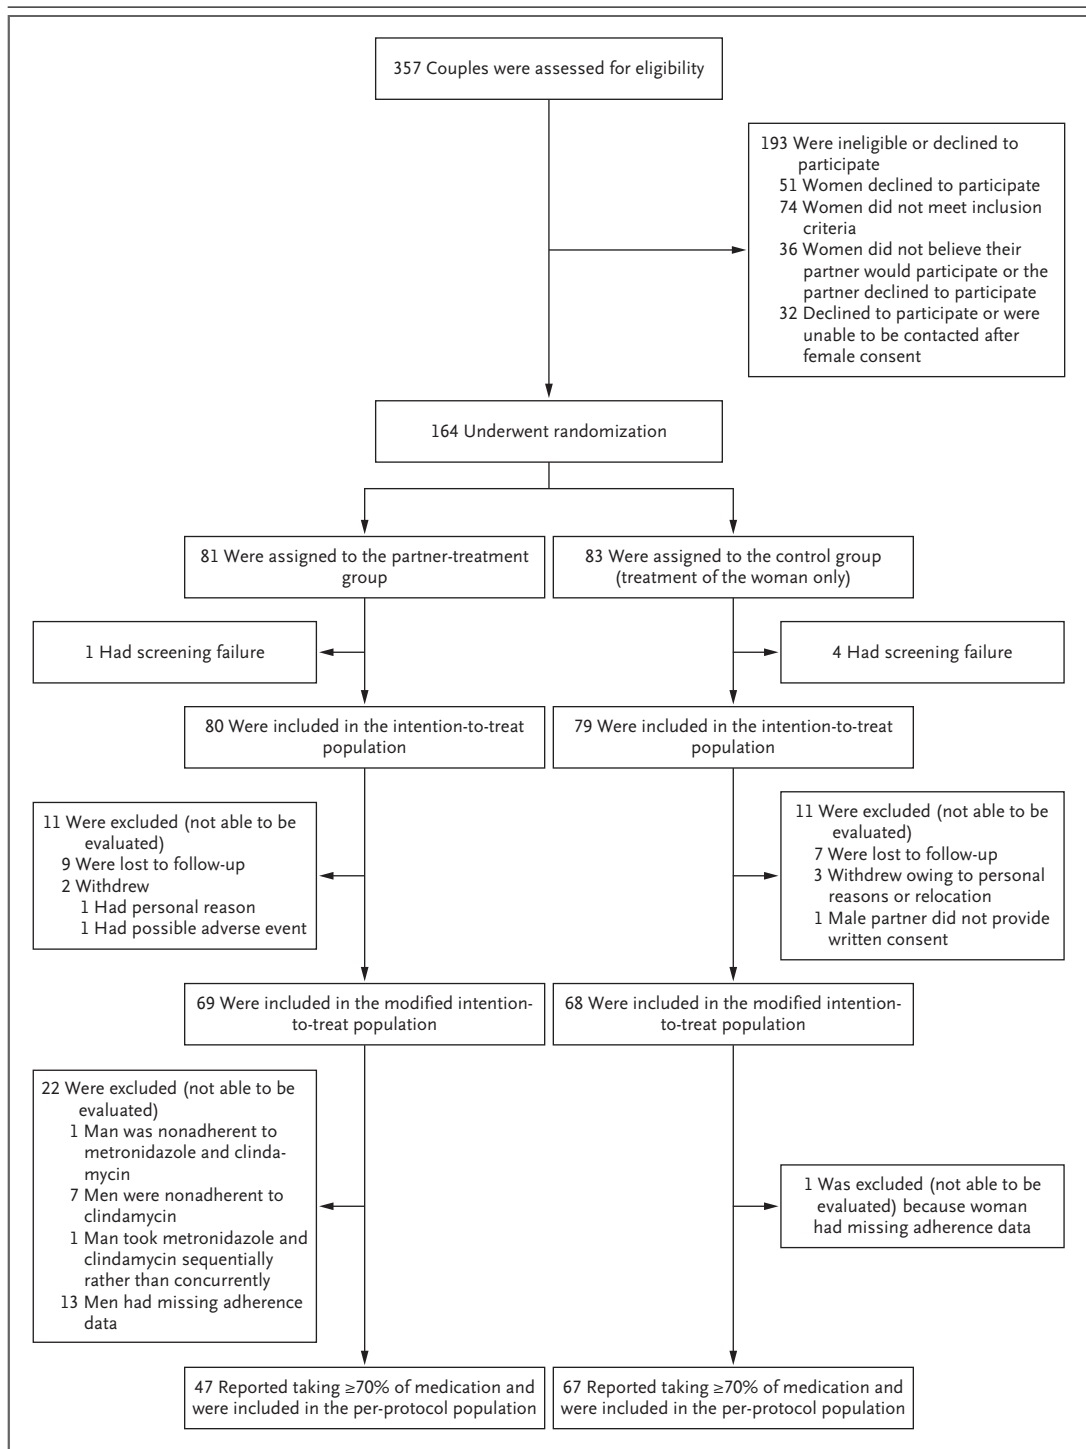 357 Couples were assessed for eligibility
193 Were ineligible or declined to
participate
51 Women declined to participate
74 Women did not meet inclusion
criteria
36 Women did not believe their
partner would participate or the
partner declined to participate
32 Declined to participate or were
unable to be contacted after
female consent
164 Underwent randomization
81 Were assigned to the partner-treatment
group
83 Were assigned to the control group
(treatment of the woman only)
1 Had screening failure
4 Had screening failure
80 Were included in the intention-to-treat
population
79 Were included in the intention-to-treat
population
11 Were excluded (not able to be
evaluated)
9 Were lost to follow-up
2 Withdrew
1 Had personal reason
1 Had possible adverse event
11 Were excluded (not able to be
evaluated)
7 Were lost to follow-up
3 Withdrew owing to personal
reasons or relocation
1 Male partner did not provide
written consent
69 Were included in the modified intention-
to-treat population
68 Were included in the modified intention-
to-treat population
22 Were excluded (not able to be
evaluated)
1 Man was nonadherent to
metronidazole and clinda-
mycin
7 Men were nonadherent to
clindamycin
1 Man took metronidazole and
clindamycin sequentially
rather than concurrently
13 Men had missing adherence
data
1 Was excluded (not able to be
evaluated) because woman
had missing adherence data
47 Reported taking ≥70% of medication and
were included in the per-protocol population
67 Reported taking ≥70% of medication and
were included in the per-protocol population